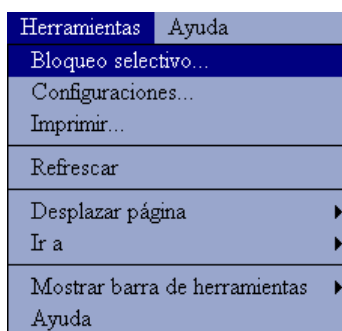 Herramientas Ayuda
Bloqueo selectivo...
Configuraciones...
Imprimir...
Refrescar
Desplazar página
Ir a
Mostrar barra de herramientas
Ayuda